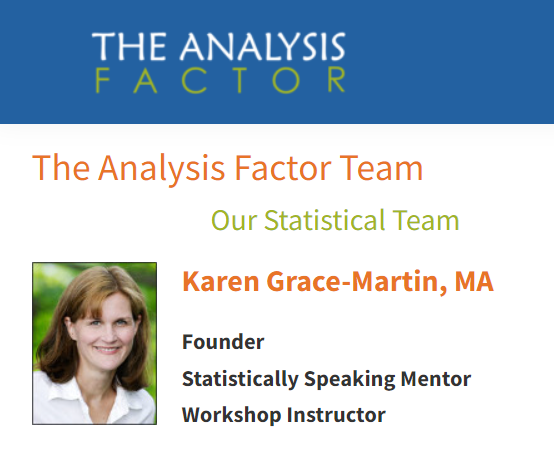 THE ANALYSIS
FACTOR
The Analysis Factor Team
Our Statistical Team
Karen Grace-Martin, MA
Founder
Statistically Speaking Mentor
Workshop Instructor